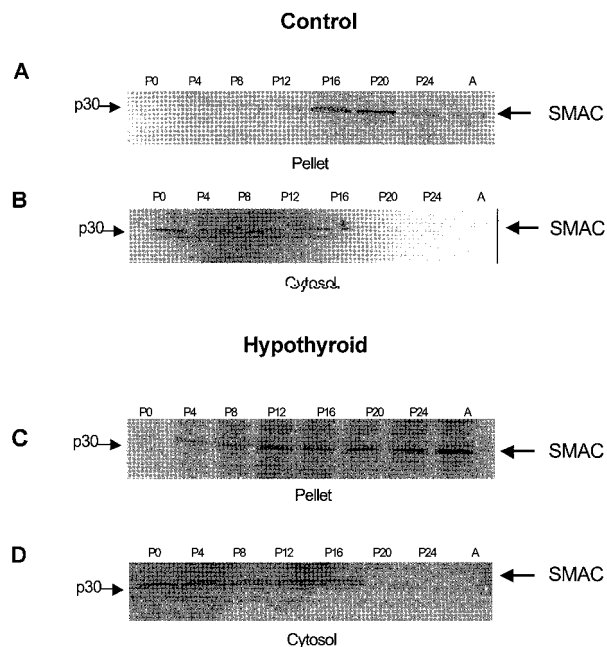 Control
A
P0 P4 P8 P12 P16 P20 P24 A
p30 SMAC
Pellet
B
P0 P4 P8 P12 P16 P20 P24 A
p30 SMAC
Cytosol
Hypothyroid
P0 P4 P8 P12 P16 P20 P24 A
C p30 SMAC
Pellet
D
P0 P4 P8 P12 P16 P20 P24 A
p30 SMAC
Cytosol